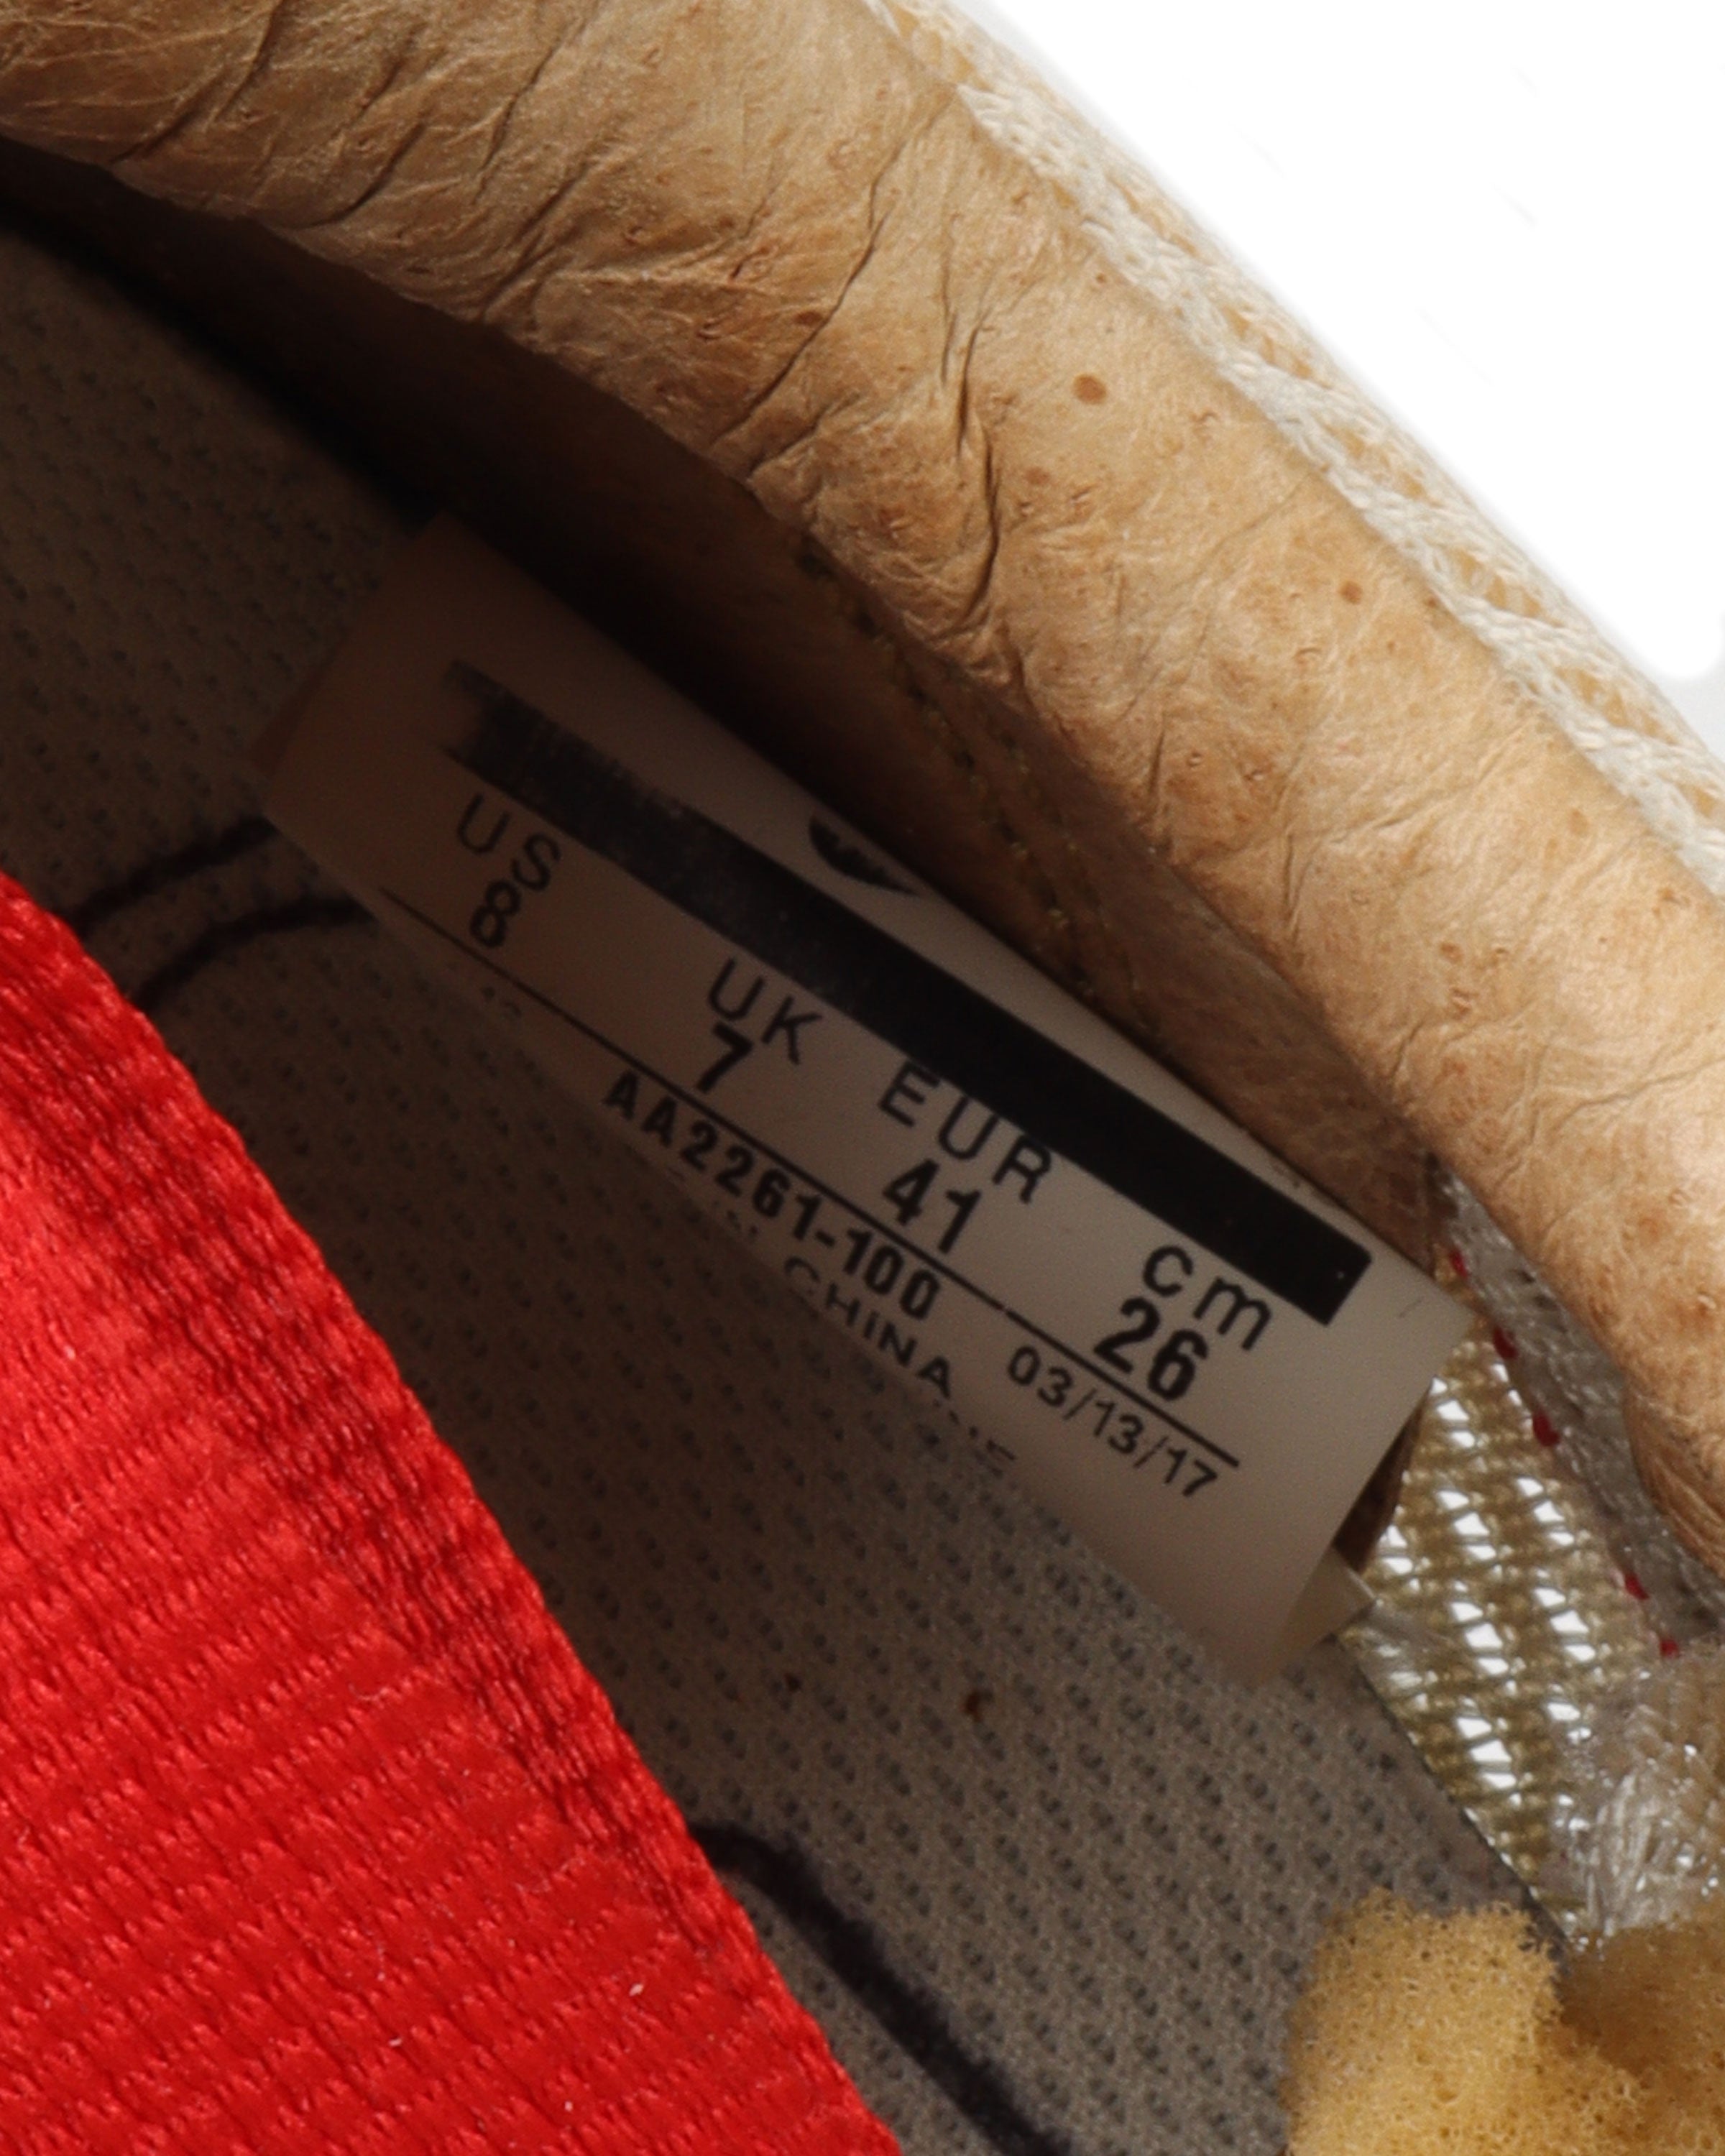 US UK EUR cm
8 7 41 26
AA2261-100 03/13/17
CHINA